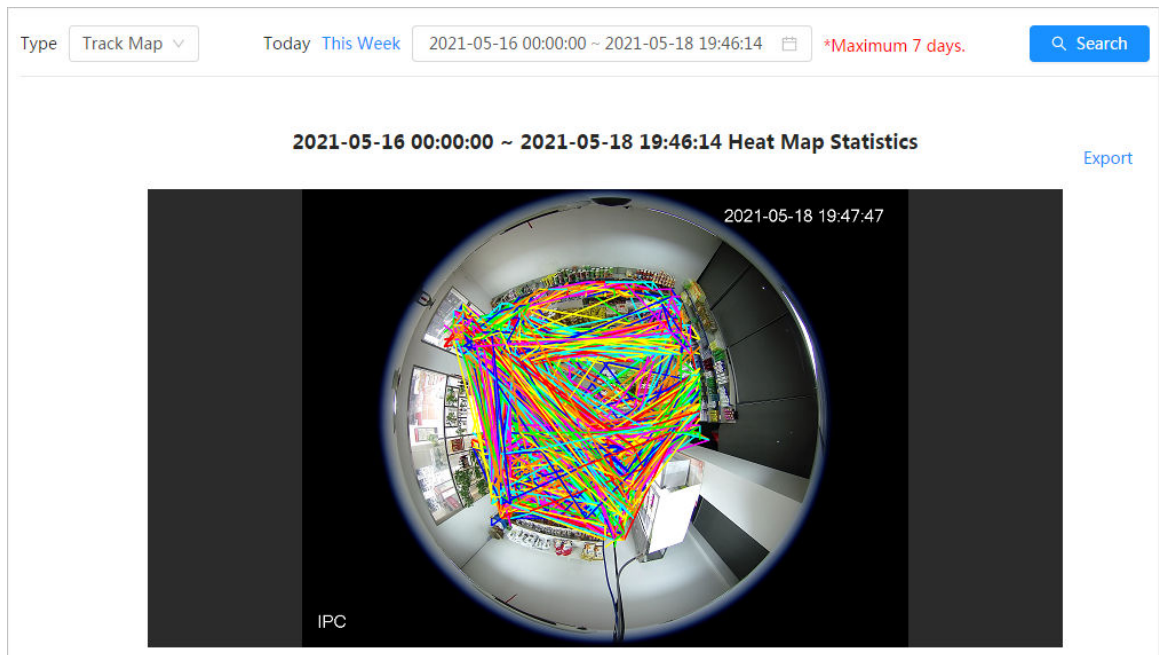 Type Track Map Today This Week 2021-05-16 00:00:00 ~ 2021-05-18 19:46:14 *Maximum 7 days. Search
2021-05-16 00:00:00 ~ 2021-05-18 19:46:14 Heat Map Statistics
Export
2021-05-18 19:47:47
IPC